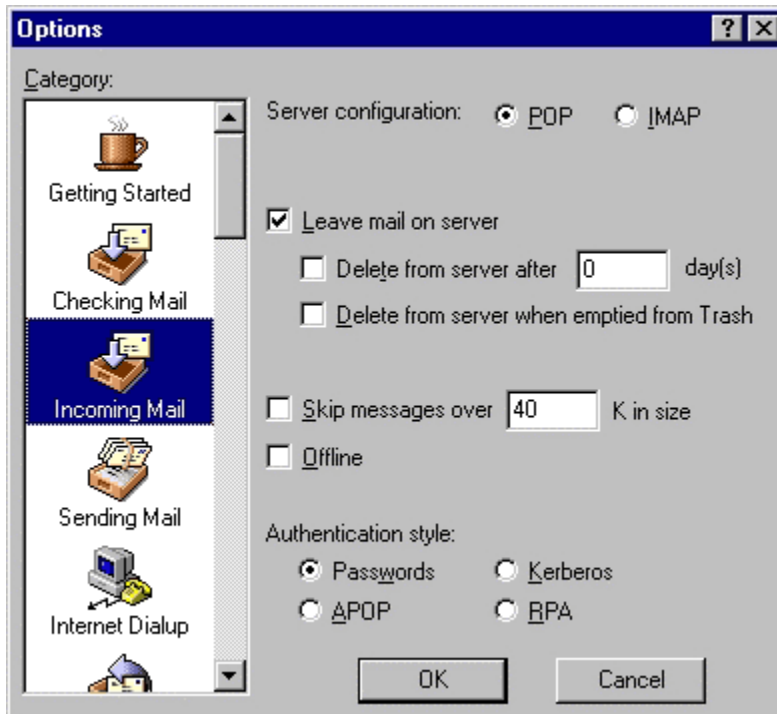 Options
Category:
Getting Started
Checking Mail
Incoming Mail
Sending Mail
Internet Dialup
Server configuration: POP IMAP
Leave mail on server
Delete from server after 0 day(s)
Delete from server when emptied from Trash
Skip messages over 40 K in size
Offline
Authentication style:
Passwords Kerberos
APOP RPA
OK Cancel